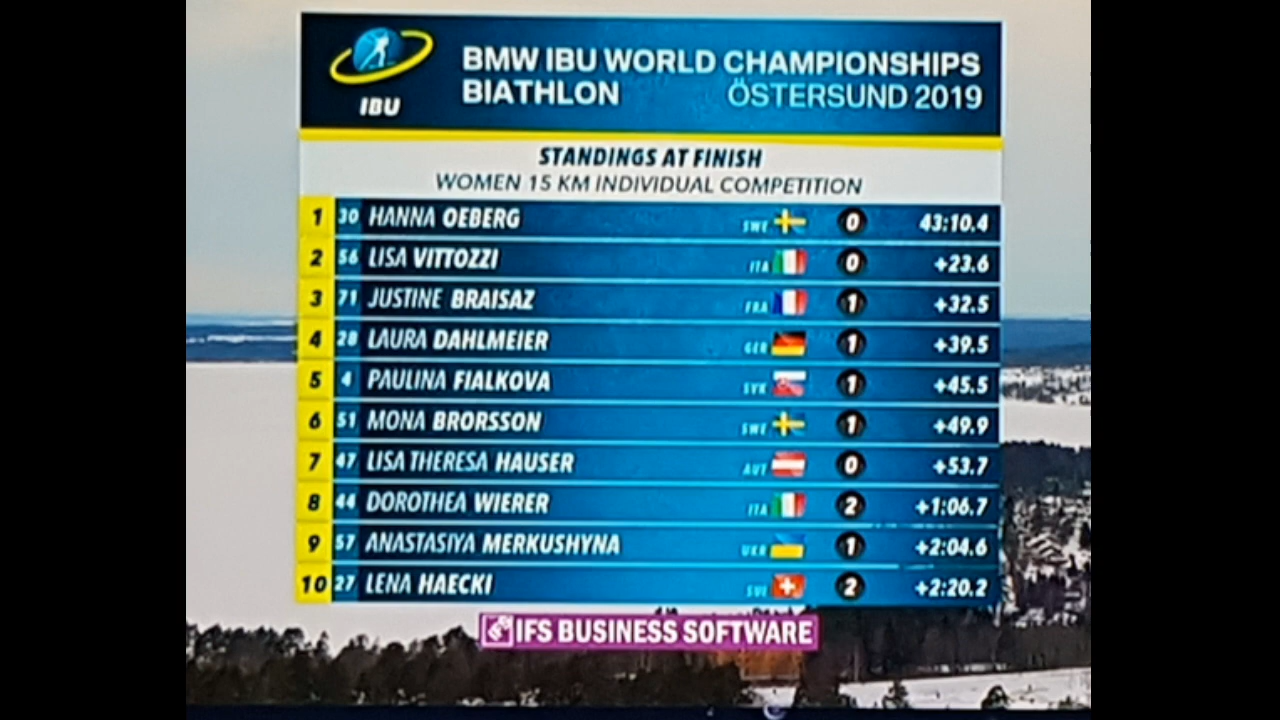 IBU
BMW IBU WORLD CHAMPIONSHIPS
BIATHLON ÖSTERSUND 2019
STANDINGS AT FINISH
WOMEN 15 KM INDIVIDUAL COMPETITION
1 30 HANNA OEBERG SWE 0 43:10.4
2 56 LISA VITTOZZI ITA 0 +23.6
3 71 JUSTINE BRAISAZ FRA 1 +32.5
4 28 LAURA DAHLMEIER GER 1 +39.5
5 4 PAULINA FIALKOVA SVK 1 +45.5
6 51 MONA BRORSSON SWE 1 +49.9
7 47 LISA THERESA HAUSER AUT 0 +53.7
8 44 DOROTHEA WIERER ITA 2 +1:06.7
9 57 ANASTASIYA MERKUSHYNA UKR 1 +2:04.6
10 27 LENA HAECKI SUI 2 +2:20.2
IFS BUSINESS SOFTWARE